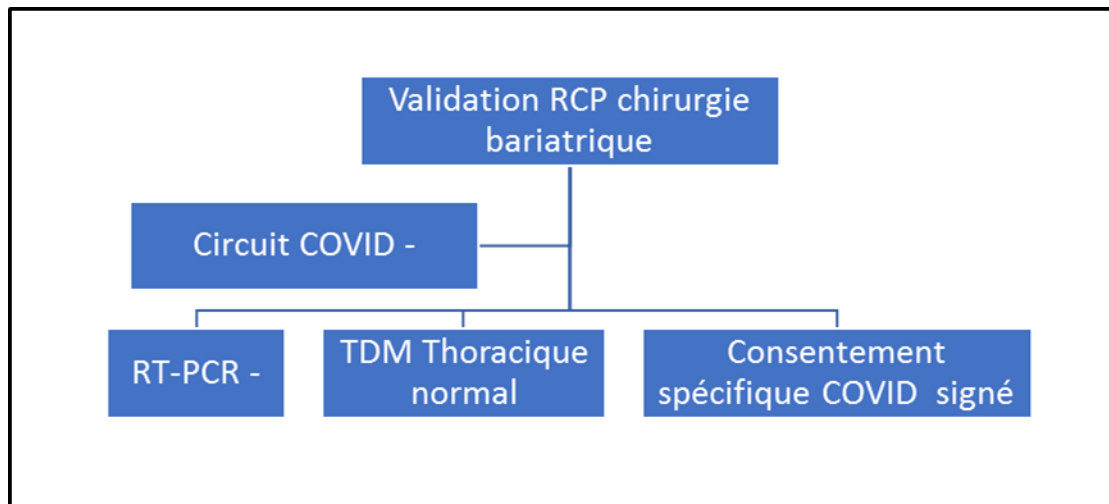 Validation RCP chirurgie
bariatrique
Circuit COVID -
RT-PCR -
TDM Thoracique
normal
Consentement
spécifique COVID signé